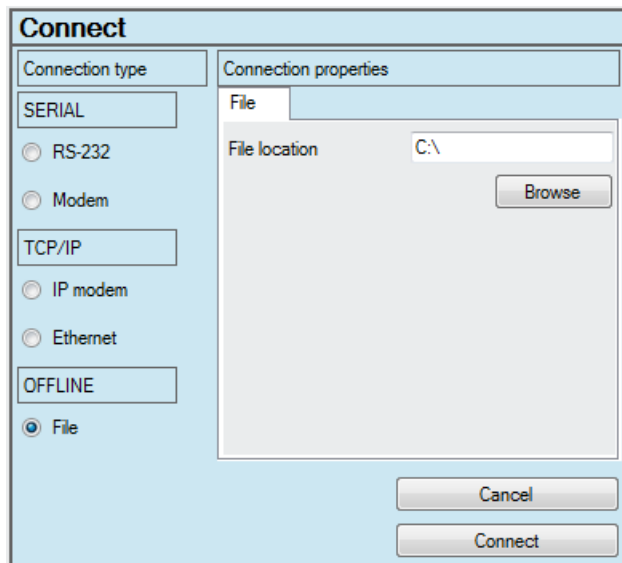 Connect
Connection type
Connection properties
SERIAL
File
RS-232
File location
C:\
Modem
Browse
TCP/IP
IP modem
Ethernet
OFFLINE
File
Cancel
Connect